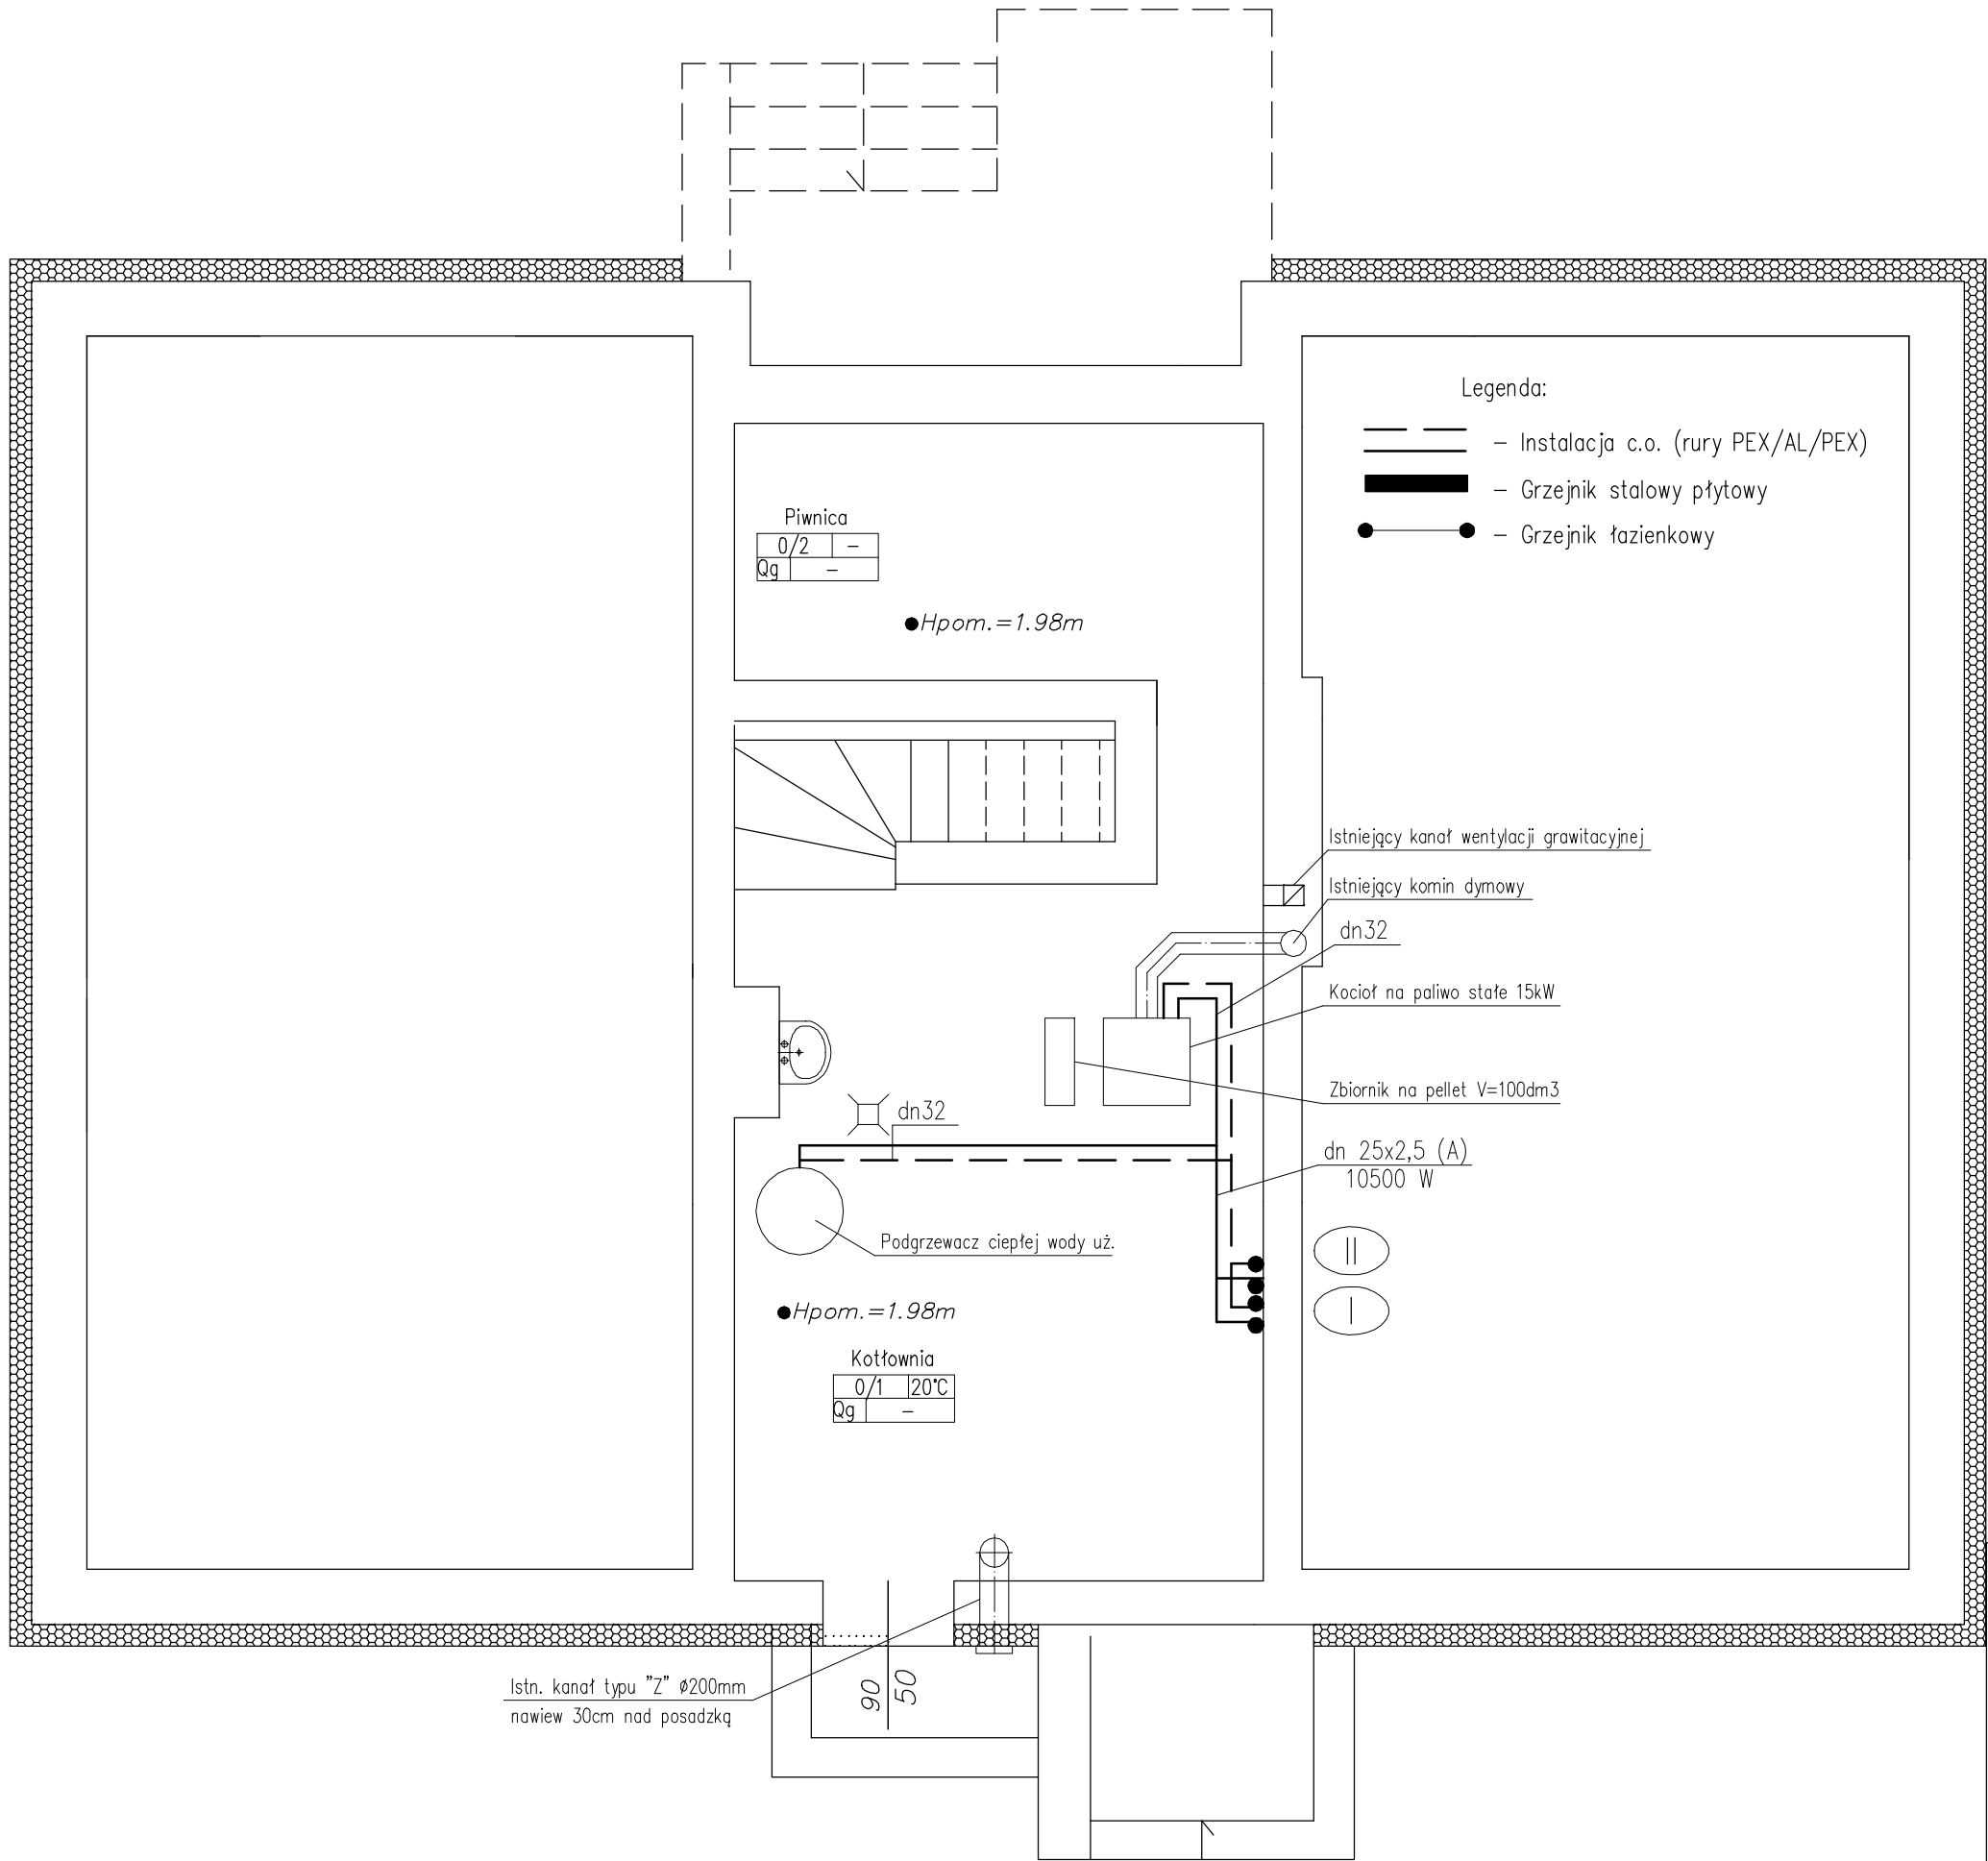 Legenda:
– Instalacja c.o. (rury PEX/AL/PEX)
– Grzejnik stalowy płytowy
– Grzejnik łazienkowy
Piwnica
0/2 –
Qg –
Hpom.=1.98m
Istniejący kanał wentylacji grawitacyjnej
Istniejący komin dymowy
dn32
Kocioł na paliwo stałe 15kW
Zbiornik na pellet V=100dm3
dn32
dn 25x2,5 (A)
10500 W
Podgrzewacz ciepłej wody uż.
II
I
Hpom.=1.98m
Kotłownia
0/1 20°C
Qg –
Istn. kanał typu "Z" ø200mm
nawiew 30cm nad posadzką
90
50